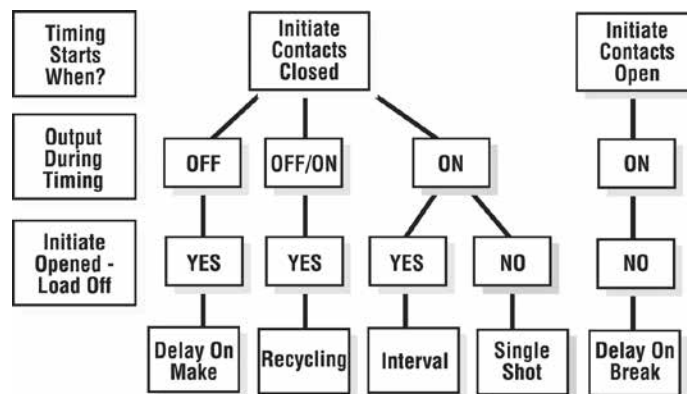 Timing
Starts
When?
Initiate
Contacts
Closed
Initiate
Contacts
Open
Output
During
Timing
OFF
OFF/ON
ON
ON
Initiate
Opened -
Load Off
YES
YES
YES
NO
NO
Delay On
Make
Recycling
Interval
Single
Shot
Delay On
Break